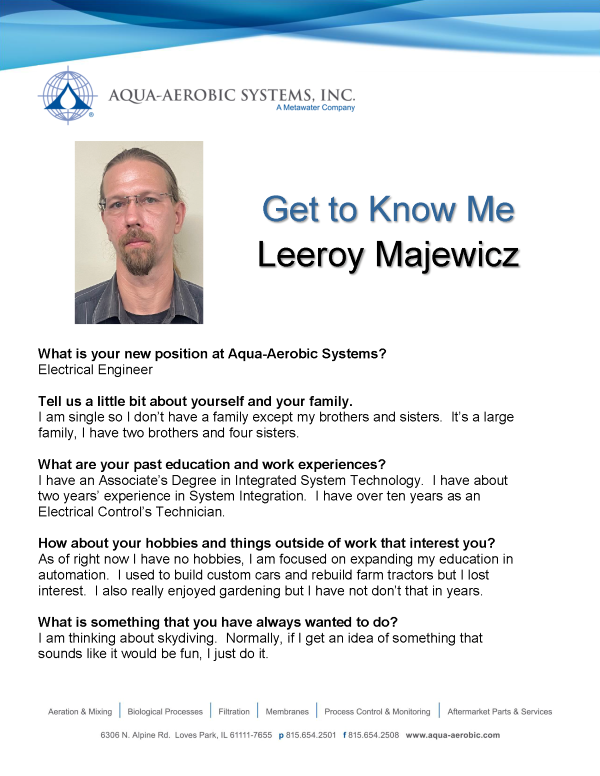 AQUA-AEROBIC SYSTEMS, INC.
A Metawater Company
®
Get to Know Me
Leeroy Majewicz
What is your new position at Aqua-Aerobic Systems?
Electrical Engineer
Tell us a little bit about yourself and your family.
I am single so I don’t have a family except my brothers and sisters.  It’s a large
family, I have two brothers and four sisters.
What are your past education and work experiences?
I have an Associate’s Degree in Integrated System Technology.  I have about
two years’ experience in System Integration.  I have over ten years as an
Electrical Control’s Technician.
How about your hobbies and things outside of work that interest you?
As of right now I have no hobbies, I am focused on expanding my education in
automation.  I used to build custom cars and rebuild farm tractors but I lost
interest.  I also really enjoyed gardening but I have not don’t that in years.
What is something that you have always wanted to do?
I am thinking about skydiving.  Normally, if I get an idea of something that
sounds like it would be fun, I just do it.
Aeration & Mixing | Biological Processes | Filtration | Membranes | Process Control & Monitoring | Aftermarket Parts & Services
6306 N. Alpine Rd.  Loves Park, IL 61111-7655  p 815.654.2501  f 815.654.2508  www.aqua-aerobic.com